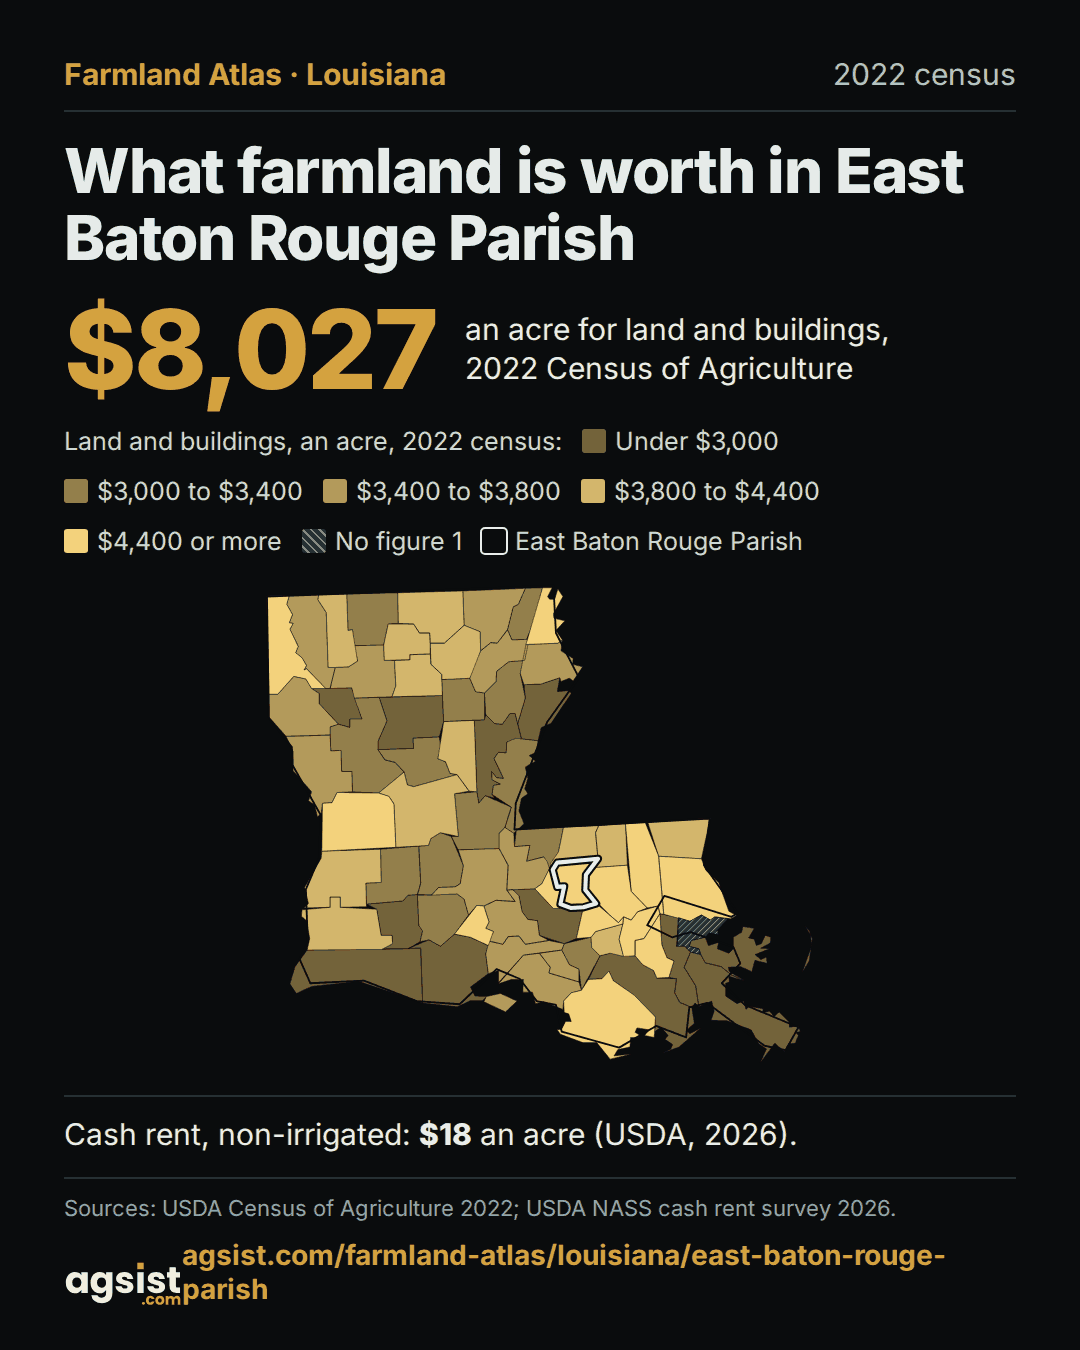 Farmland Atlas · Louisiana
2022 census
What farmland is worth in East
Baton Rouge Parish
$8,027
an acre for land and buildings,
2022 Census of Agriculture
Land and buildings, an acre, 2022 census: Under $3,000
$3,000 to $3,400 $3,400 to $3,800 $3,800 to $4,400
$4,400 or more No figure 1 East Baton Rouge Parish
Cash rent, non-irrigated: $18 an acre (USDA, 2026).
Sources: USDA Census of Agriculture 2022; USDA NASS cash rent survey 2026.
agsist.com
agsist.com/farmland-atlas/louisiana/east-baton-rouge-
parish